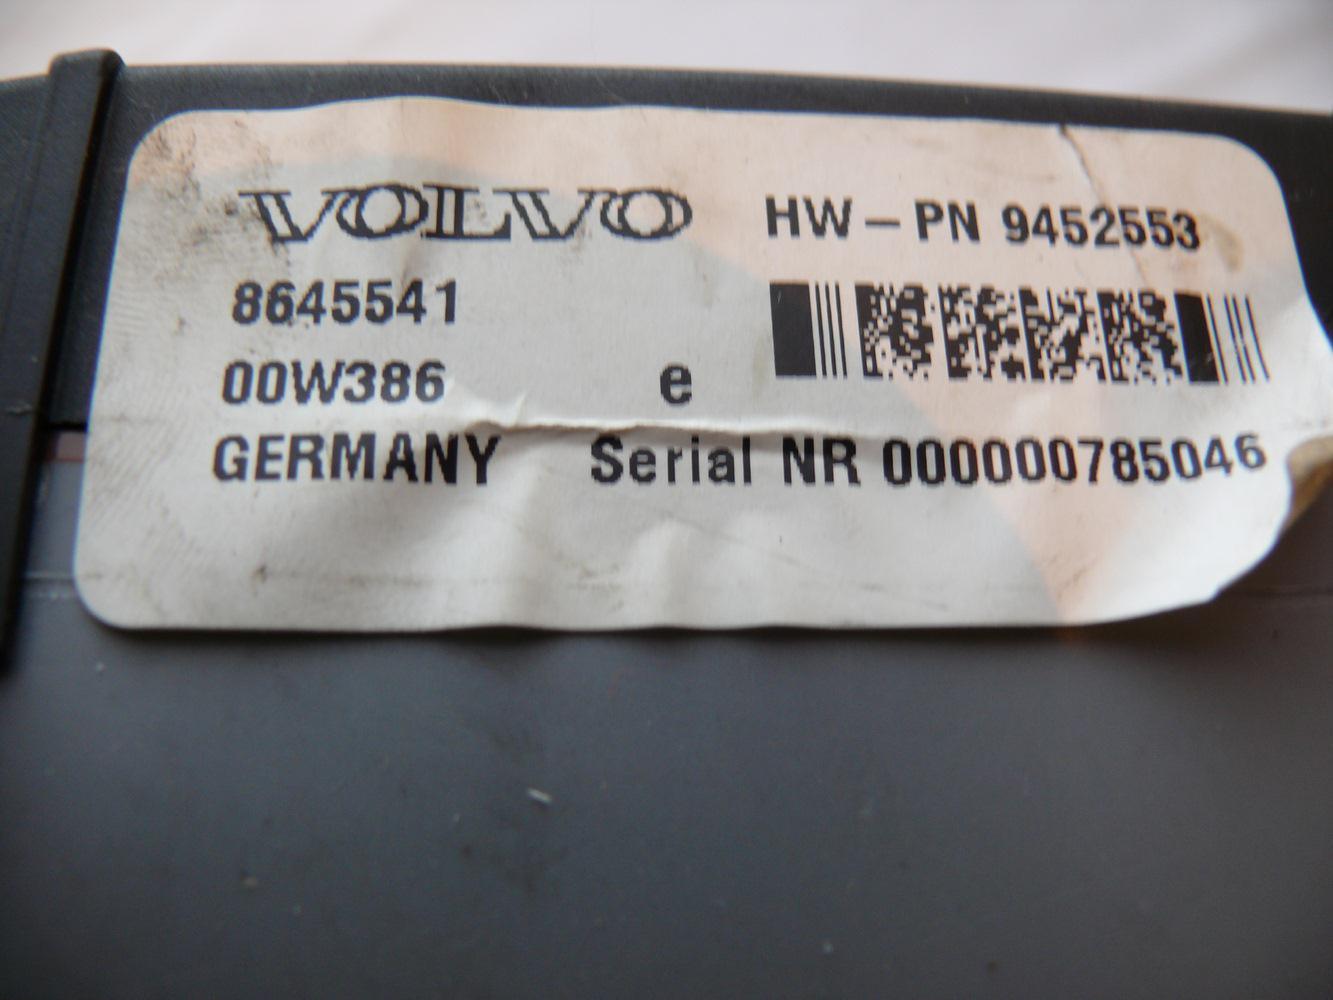 VOLVO HW-PN 9452553
8645541
00W386 e
GERMANY Serial NR 000000785046